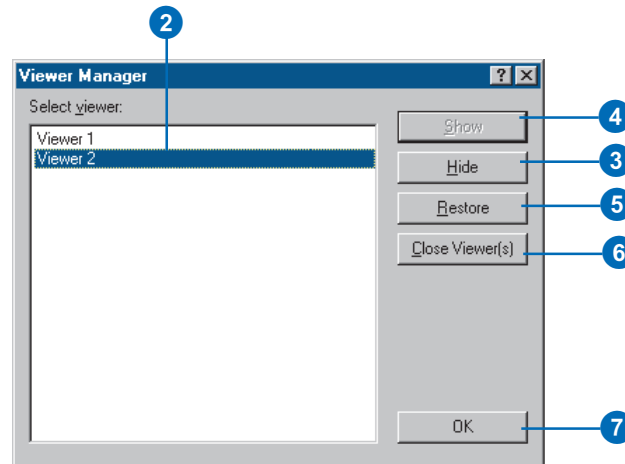 2
Viewer Manager
Select viewer:
Viewer 1
Viewer 2
Show
4
Hide
3
Restore
5
Close Viewer(s)
6
OK
7